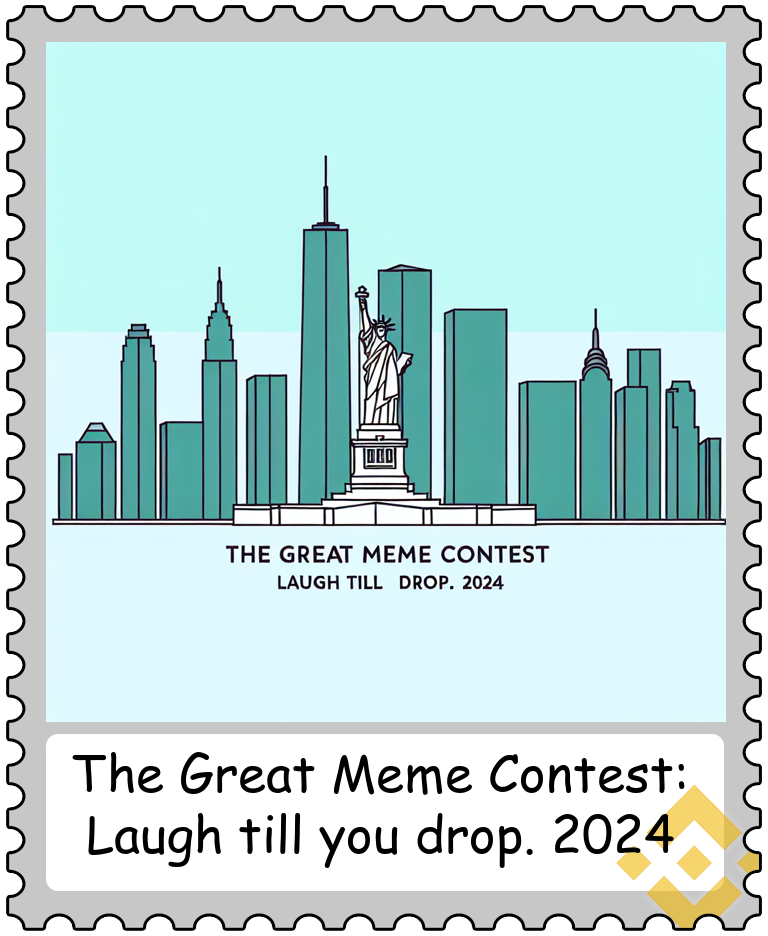 THE GREAT MEME CONTEST
LAUGH TILL DROP. 2024
The Great Meme Contest:
Laugh till you drop. 2024